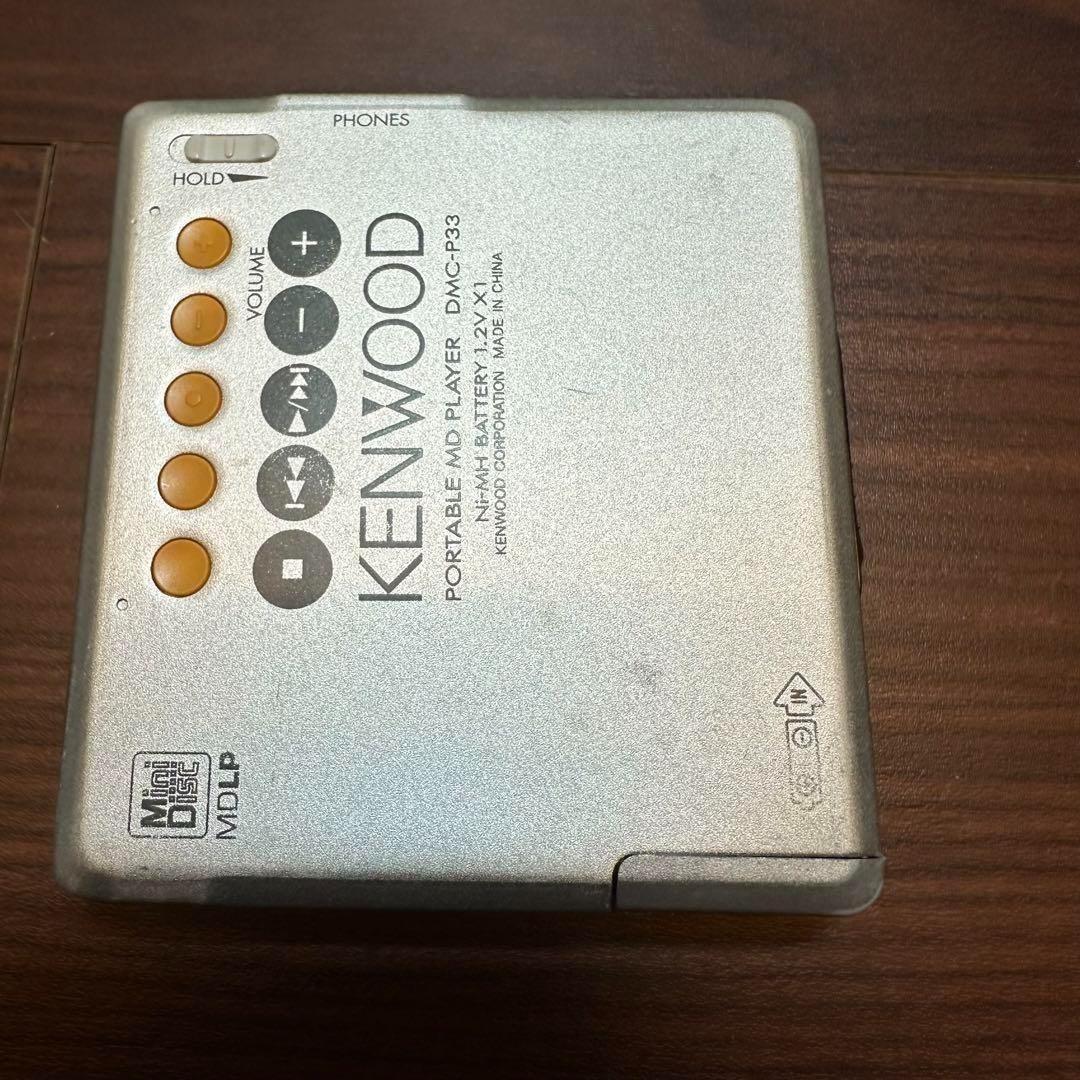 PHONES
HOLD
VOLUME
KENWOOD
PORTABLE MD PLAYER DMC-P33
Ni-MH BATTERY 1.2V X1
KENWOOD CORPORATION MADE IN CHINA
Mini
Disc
MDLP
IN